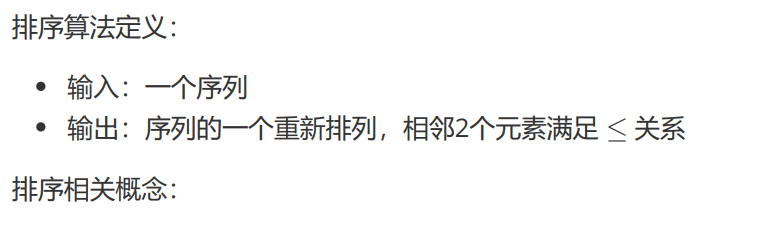 排序算法定义：
• 输入：一个序列
• 输出：序列的一个重新排列，相邻2个元素满足 ≤ 关系
排序相关概念：